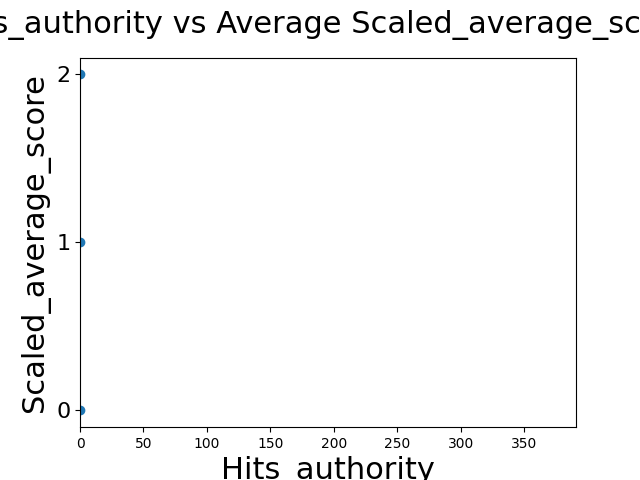 s_authority vs Average Scaled_average_sc
Scaled_average_score
2
1
0
0 50 100 150 200 250 300 350
Hits_authority